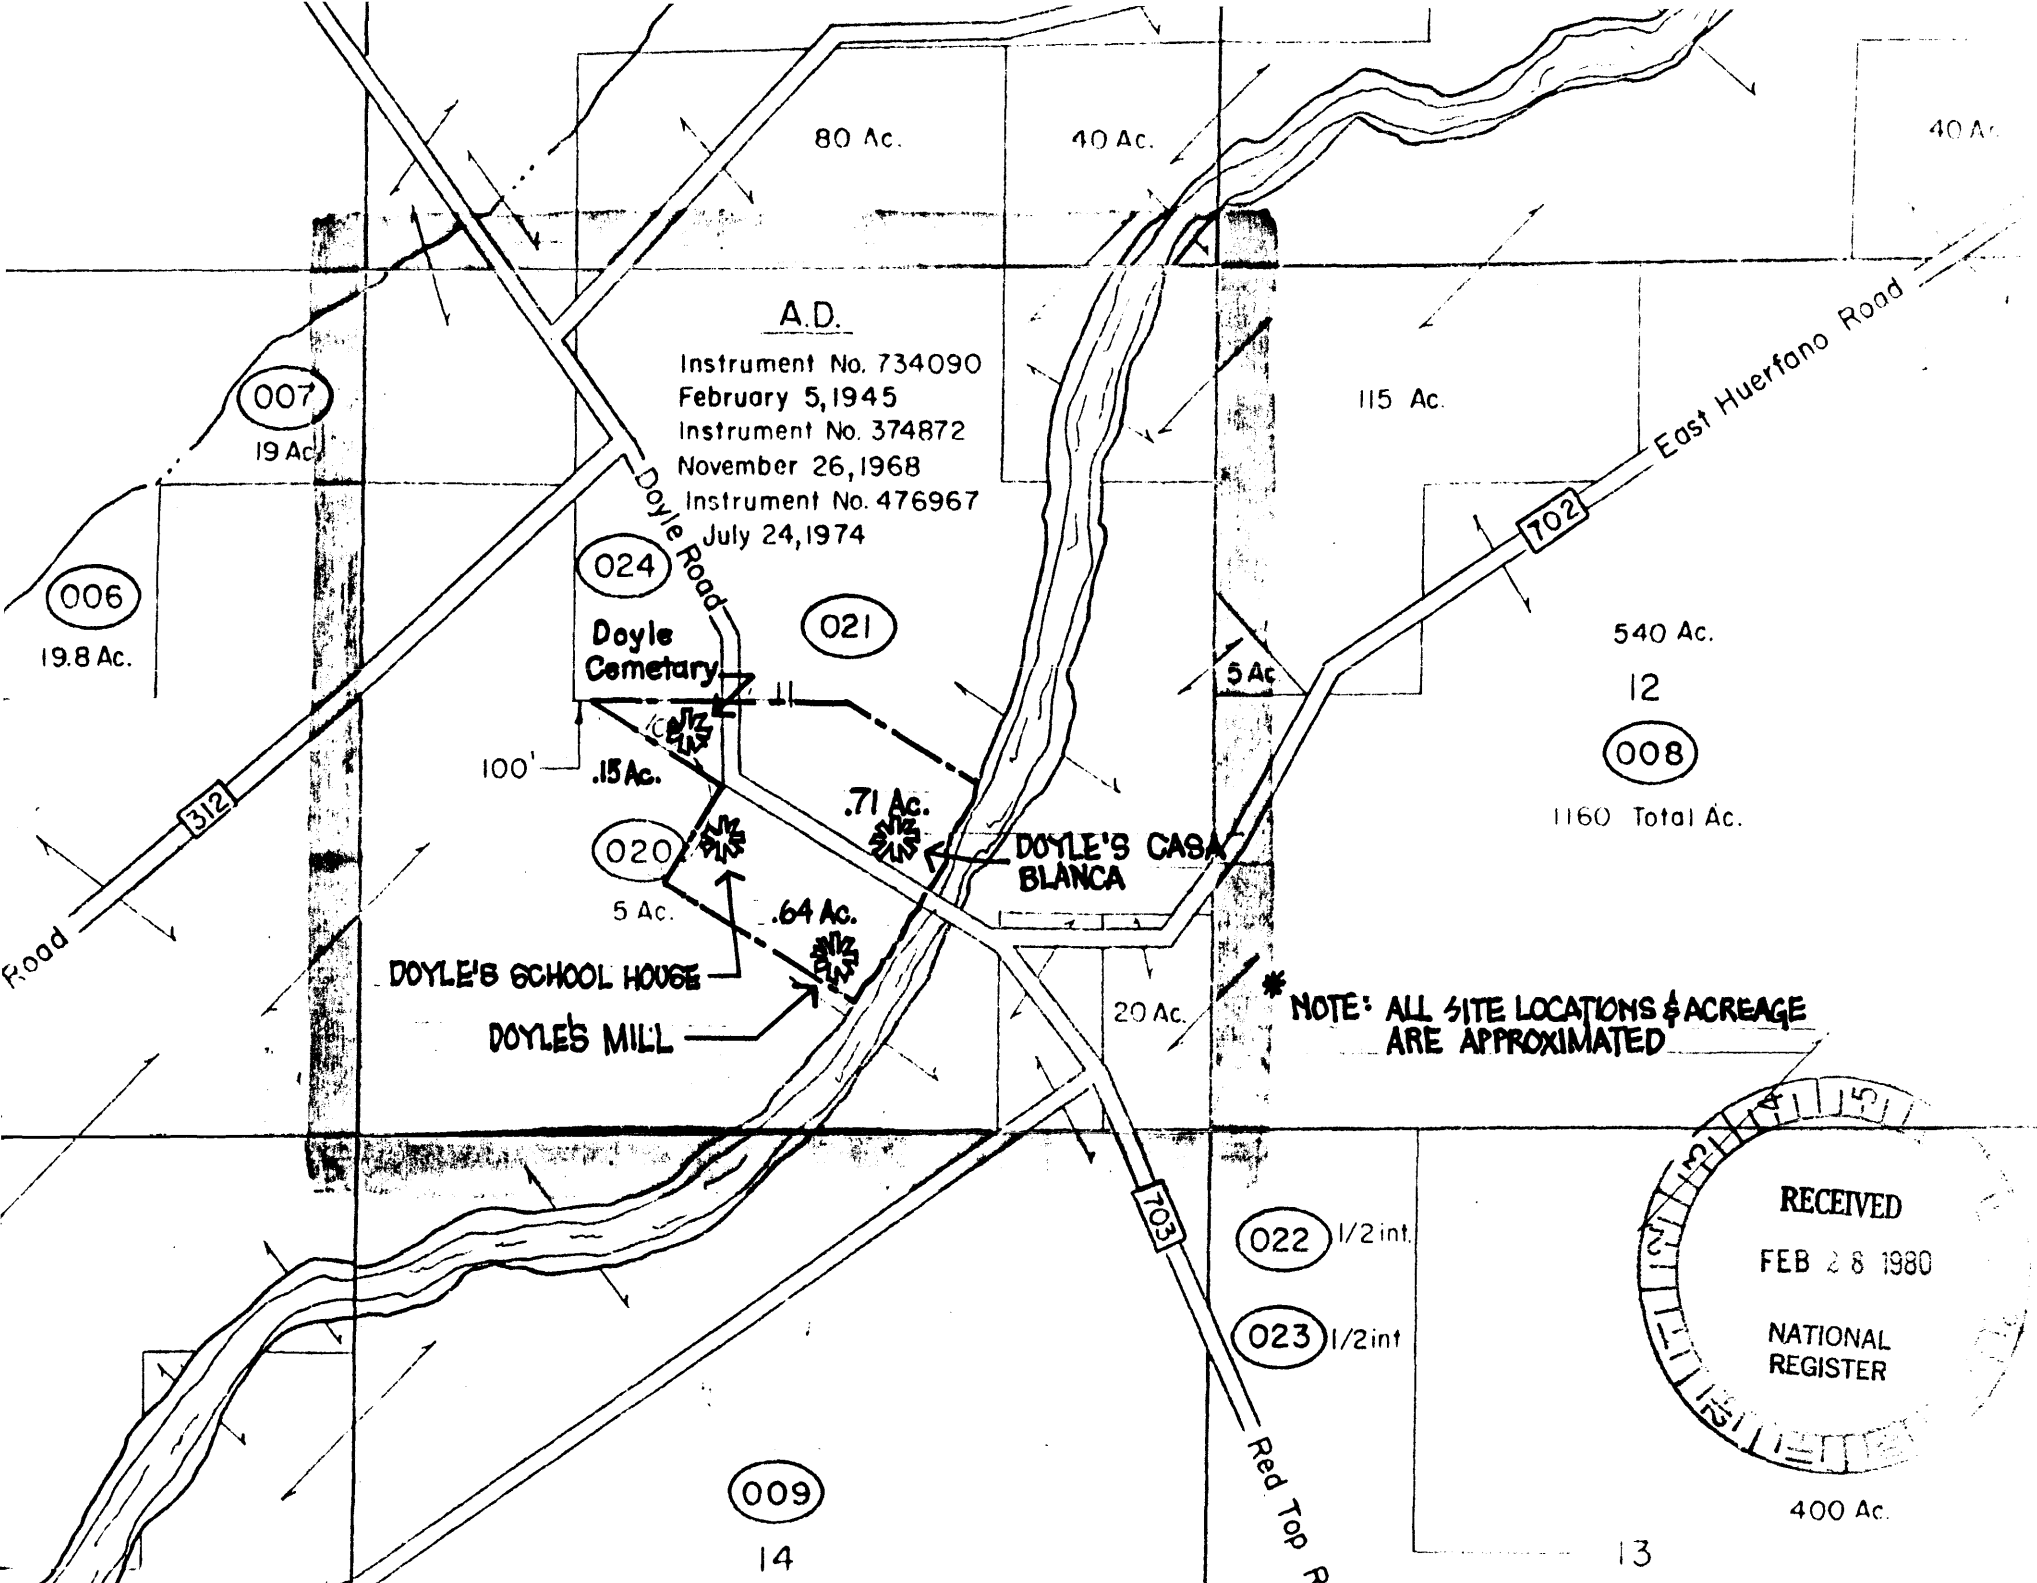 80 Ac.
40 Ac.
40 Ac.
A.D.
Instrument No. 734090
February 5, 1945
Instrument No. 374872
November 26, 1968
Instrument No. 476967
July 24, 1974
007
19 Ac.
115 Ac.
East Huerfano Road
702
Doyle Road
024
021
006
19.8 Ac.
Doyle
Cemetary
5 Ac
540 Ac.
12
008
1160 Total Ac.
100'
.15 Ac.
.71 Ac.
312
Road
020
5 Ac.
.64 Ac.
DOYLE'S CASA
BLANCA
DOYLE'S SCHOOL HOUSE
DOYLE'S MILL
20 Ac.
* NOTE: ALL SITE LOCATIONS & ACREAGE
ARE APPROXIMATED
703
022 1/2 int.
023 1/2 int
Red Top R
RECEIVED
FEB 28 1980
NATIONAL
REGISTER
400 Ac.
009
14
13